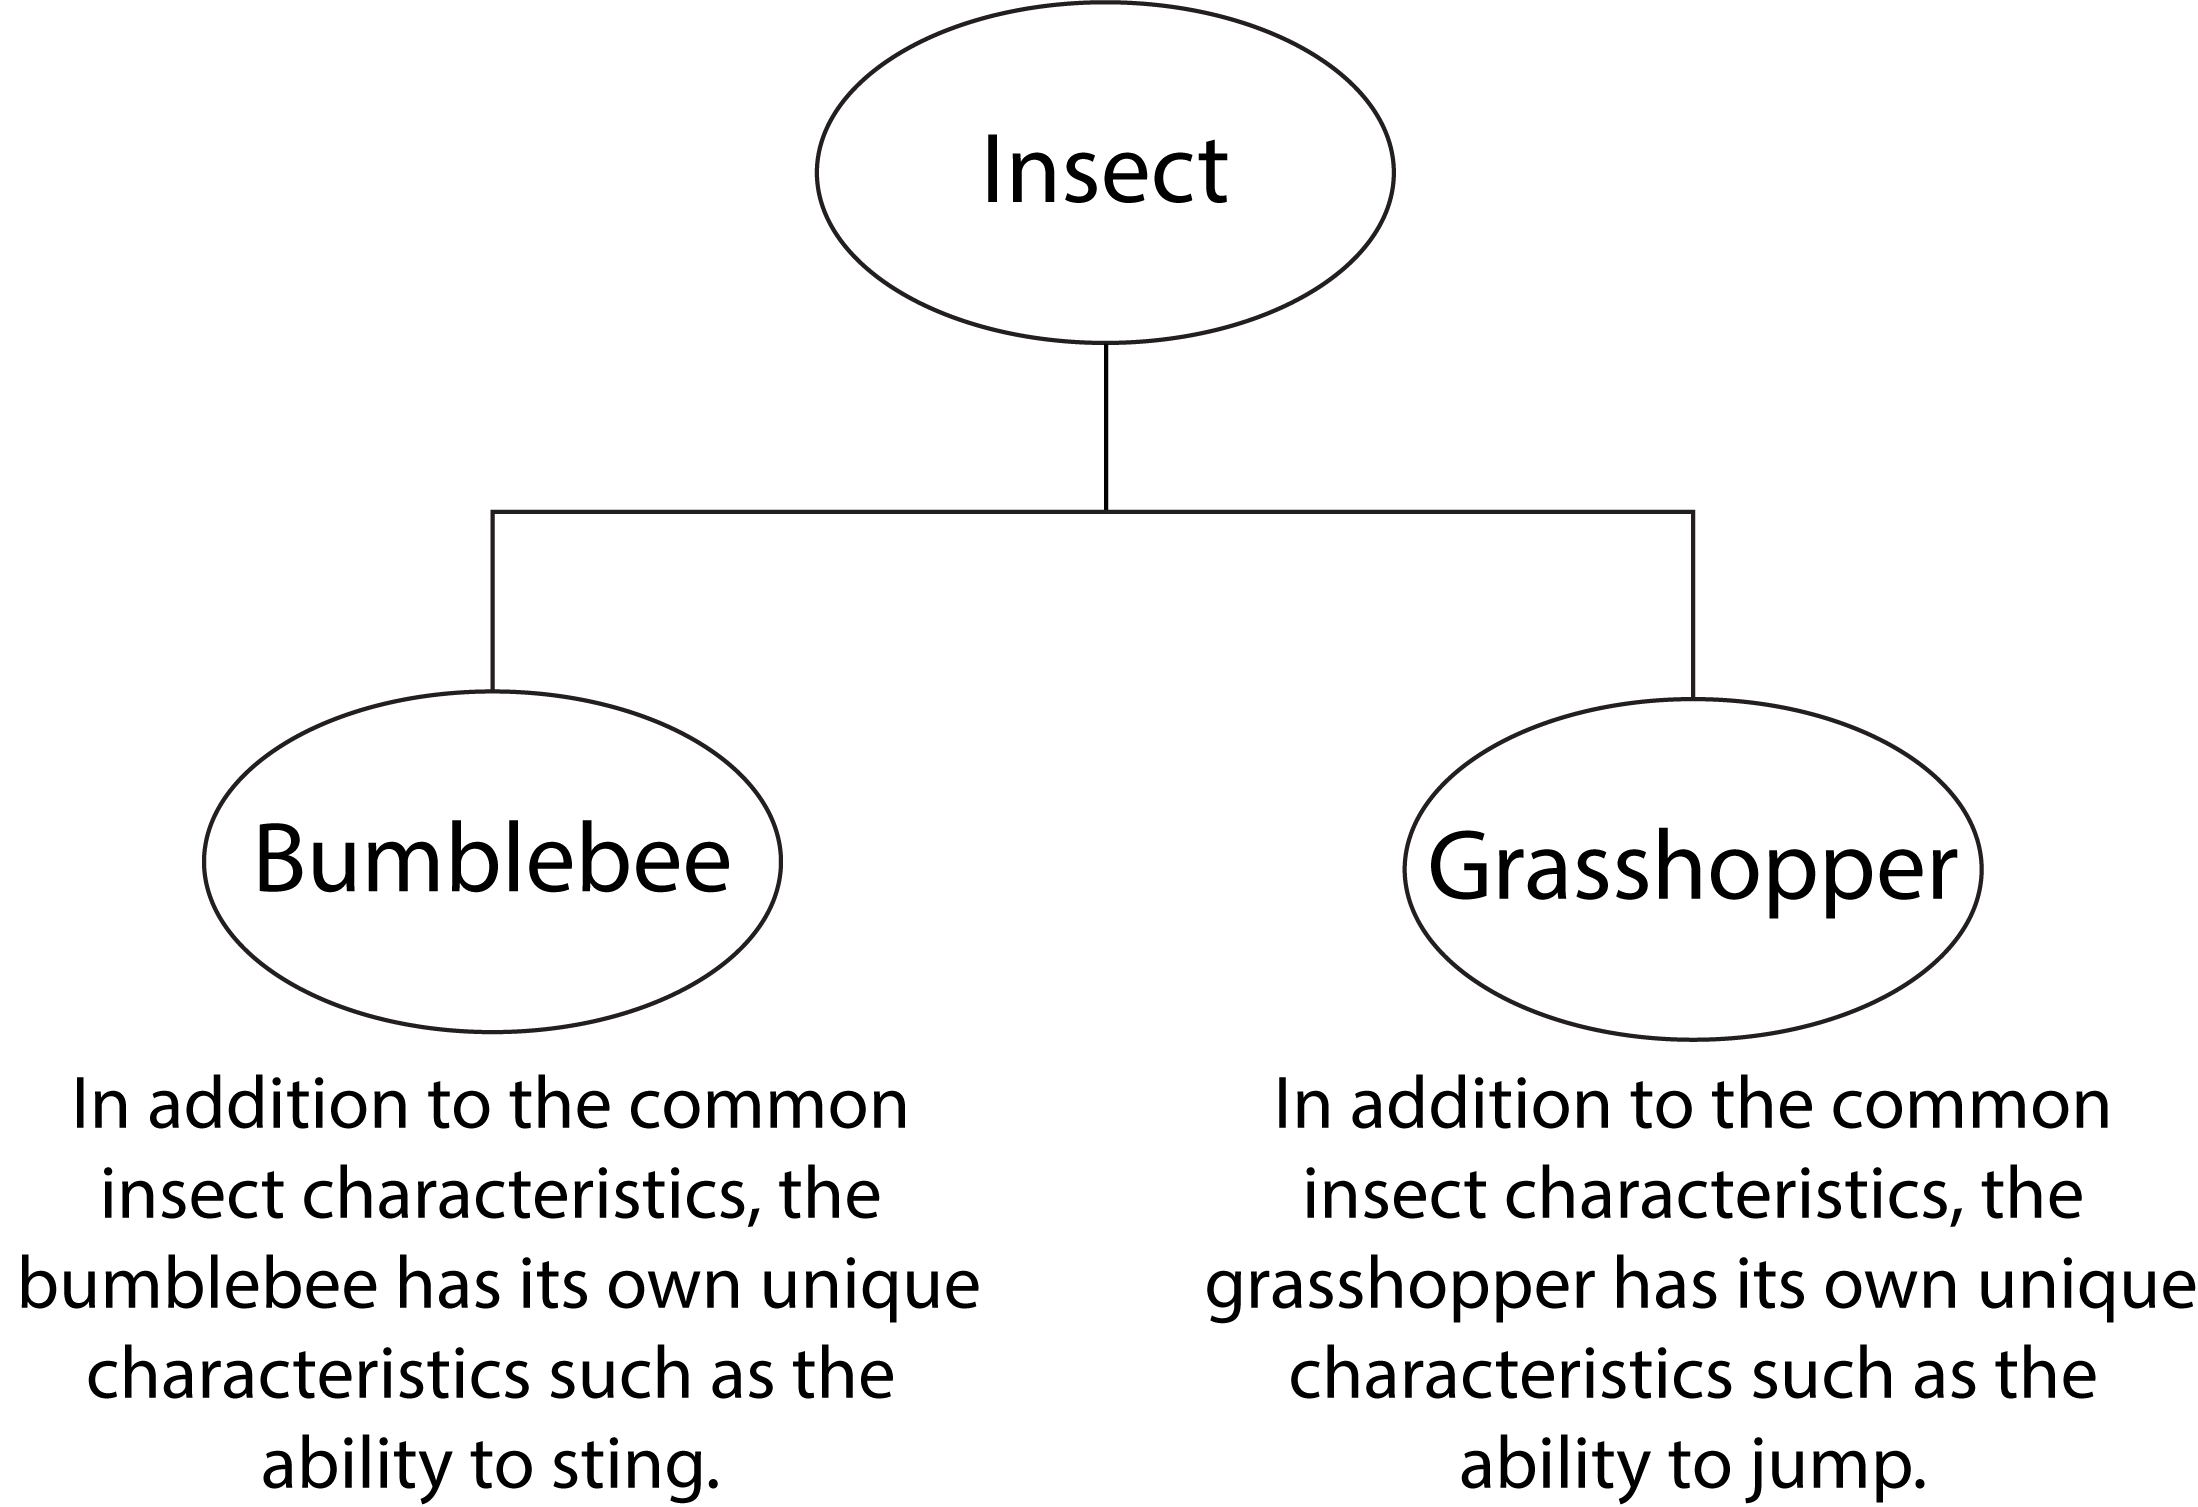 Insect
Bumblebee
Grasshopper
In addition to the common
insect characteristics, the
bumblebee has its own unique
characteristics such as the
ability to sting.
In addition to the common
insect characteristics, the
grasshopper has its own unique
characteristics such as the
ability to jump.